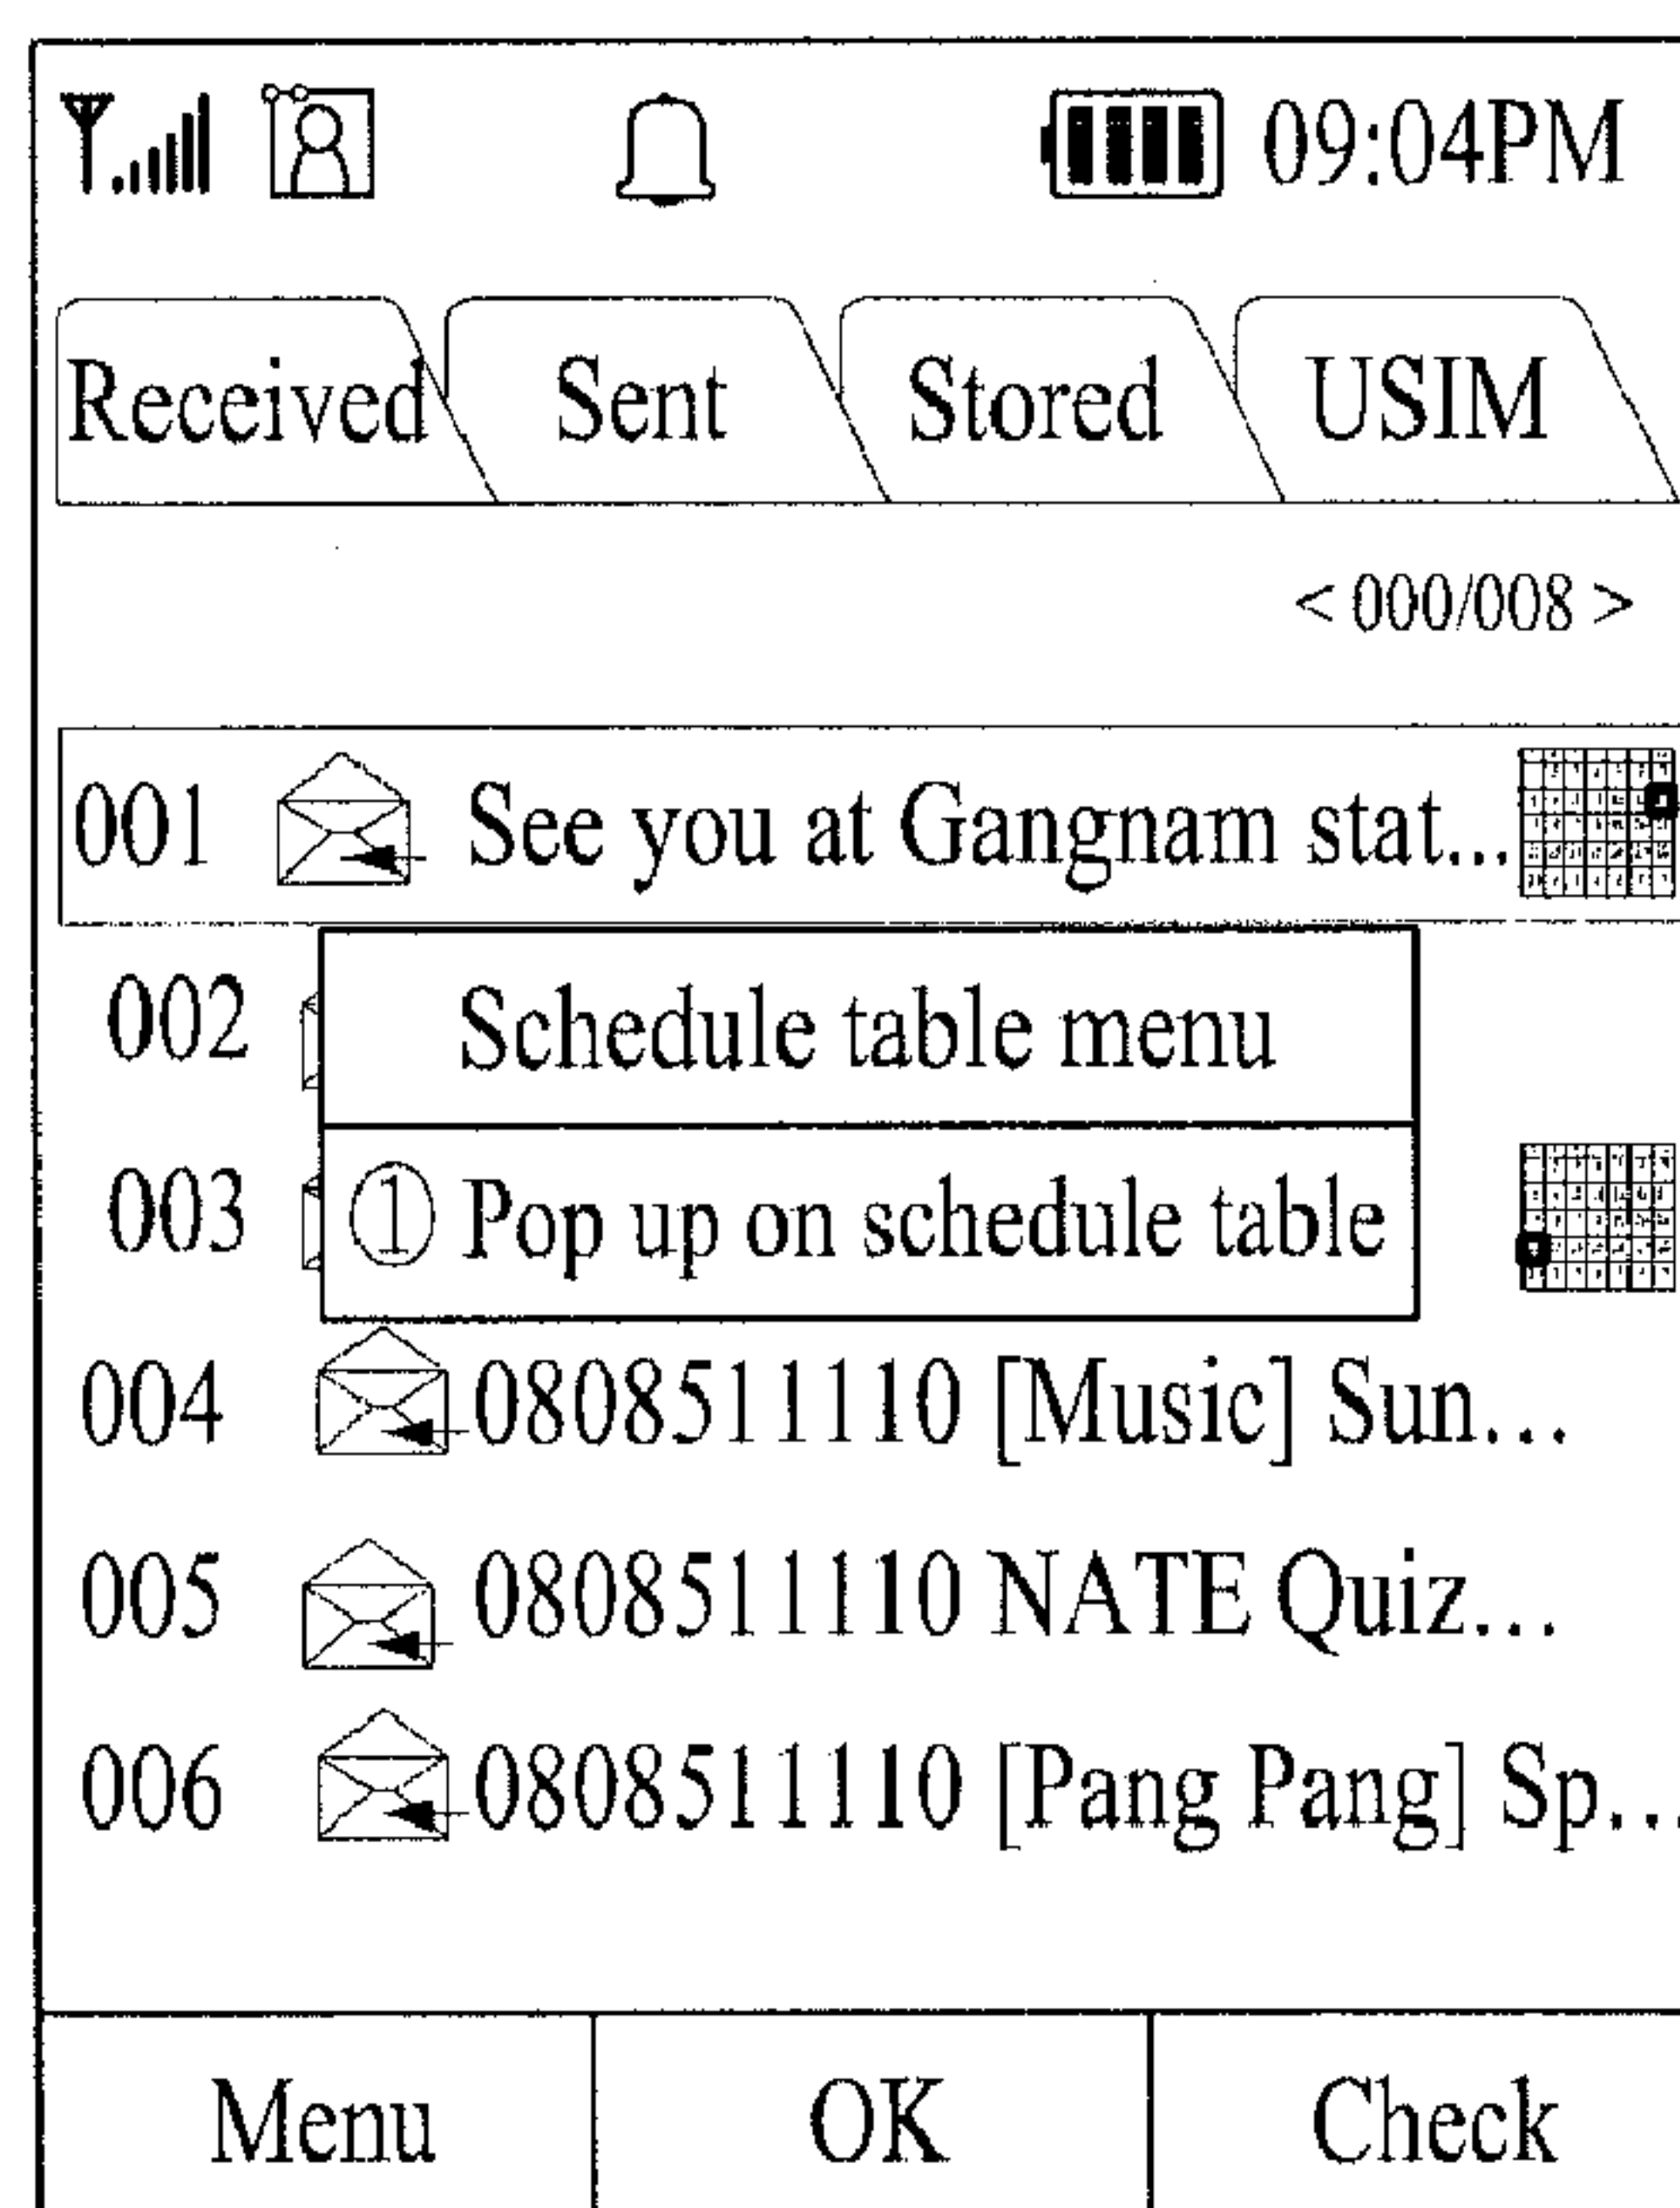 09:04PM
Received Sent Stored USIM
< 000/008 >
001 See you at Gangnam stat...
002
Schedule table menu
003
① Pop up on schedule table
004 0808511110 [Music] Sun...
005 0808511110 NATE Quiz...
006 0808511110 [Pang Pang] Sp...
Menu OK Check